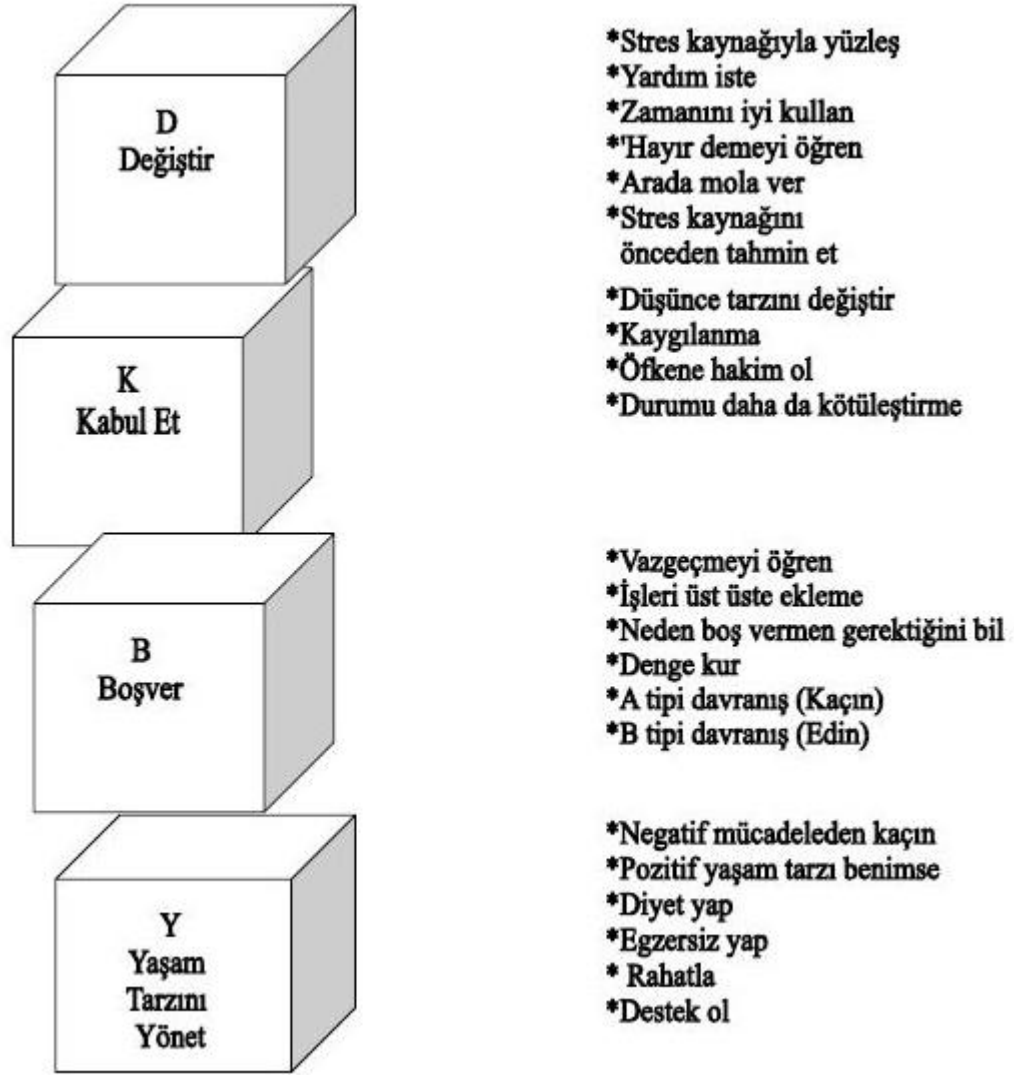 D
Değiştir
*Stres kaynağıyla yüzleş
*Yardım iste
*Zamanını iyi kullan
*'Hayır demeyi öğren
*Arada mola ver
*Stres kaynağını
önceden tahmin et
K
Kabul Et
*Düşünce tarzını değiştir
*Kaygılanma
*Öfkene hakim ol
*Durumu daha da kötüleştirme
B
Boşver
*Vazgeçmeyi öğren
*İşleri üst üste ekleme
*Neden boş vermen gerektiğini bil
*Denge kur
*A tipi davranış (Kaçın)
*B tipi davranış (Edin)
Y
Yaşam
Tarzını
Yönet
*Negatif mücadeleden kaçın
*Pozitif yaşam tarzı benimse
*Diyet yap
*Egzersiz yap
* Rahatla
*Destek ol